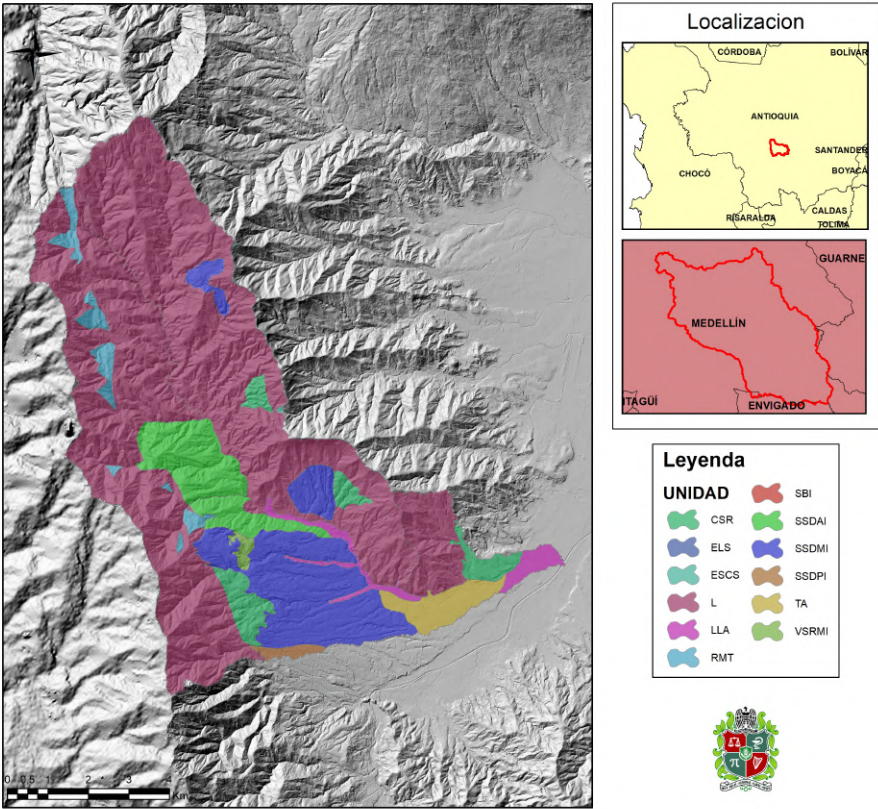 Localizacion
CÓRDOBA
BOLÍVAR
ANTIOQUIA
SANTANDER
BOYACÁ
CHOCÓ
CALDAS
RISARALDA
TOLIMA
GUARNE
MEDELLÍN
ITAGÜÍ
ENVIGADO
Leyenda
UNIDAD
CSR
ELS
ESCS
L
LLA
RMT
SBI
SSDAI
SSDMI
SSDPI
TA
VSRMI
0 0,5 1 2 3 4
Km